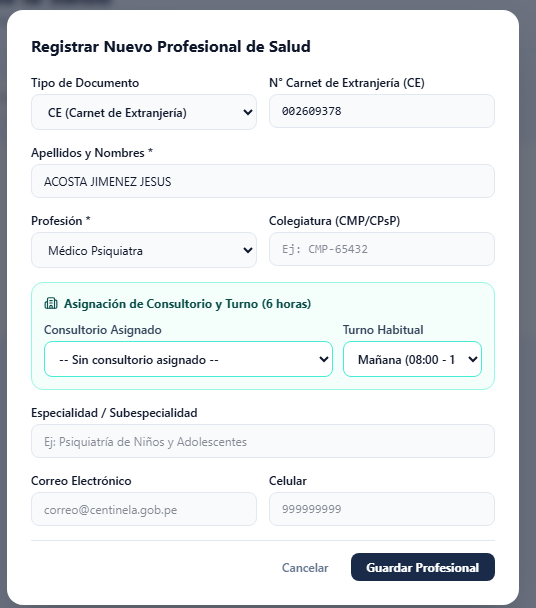 Registrar Nuevo Profesional de Salud
Tipo de Documento
N° Carnet de Extranjería (CE)
CE (Carnet de Extranjería)
002609378
Apellidos y Nombres *
ACOSTA JIMENEZ JESUS
Profesión *
Colegiatura (CMP/CPsP)
Médico Psiquiatra
Ej: CMP-65432
Asignación de Consultorio y Turno (6 horas)
Consultorio Asignado
Turno Habitual
-- Sin consultorio asignado --
Mañana (08:00 - 1
Especialidad / Subespecialidad
Ej: Psiquiatría de Niños y Adolescentes
Correo Electrónico
Celular
correo@centinela.gob.pe
999999999
Cancelar
Guardar Profesional